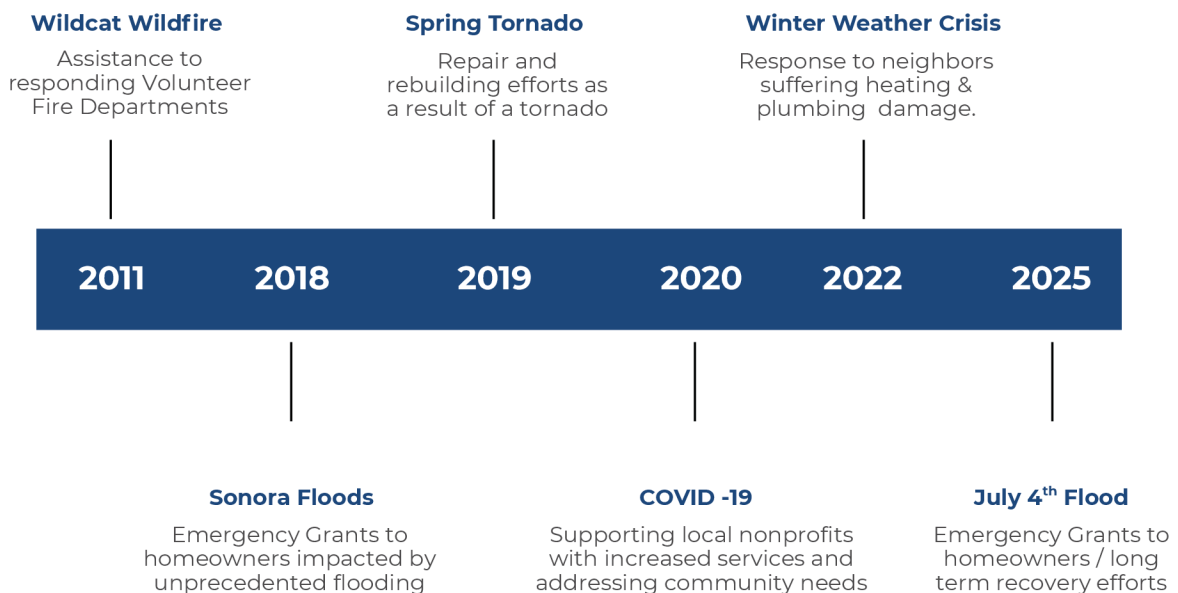 Wildcat Wildfire
Assistance to
responding Volunteer
Fire Departments
Spring Tornado
Repair and
rebuilding efforts as
a result of a tornado
Winter Weather Crisis
Response to neighbors
suffering heating &
plumbing  damage.
2011 2018 2019 2020 2022 2025
Sonora Floods
Emergency Grants to
homeowners impacted by
unprecedented flooding
COVID -19
Supporting local nonprofits
with increased services and
addressing community needs
July 4th Flood
Emergency Grants to
homeowners / long
term recovery efforts